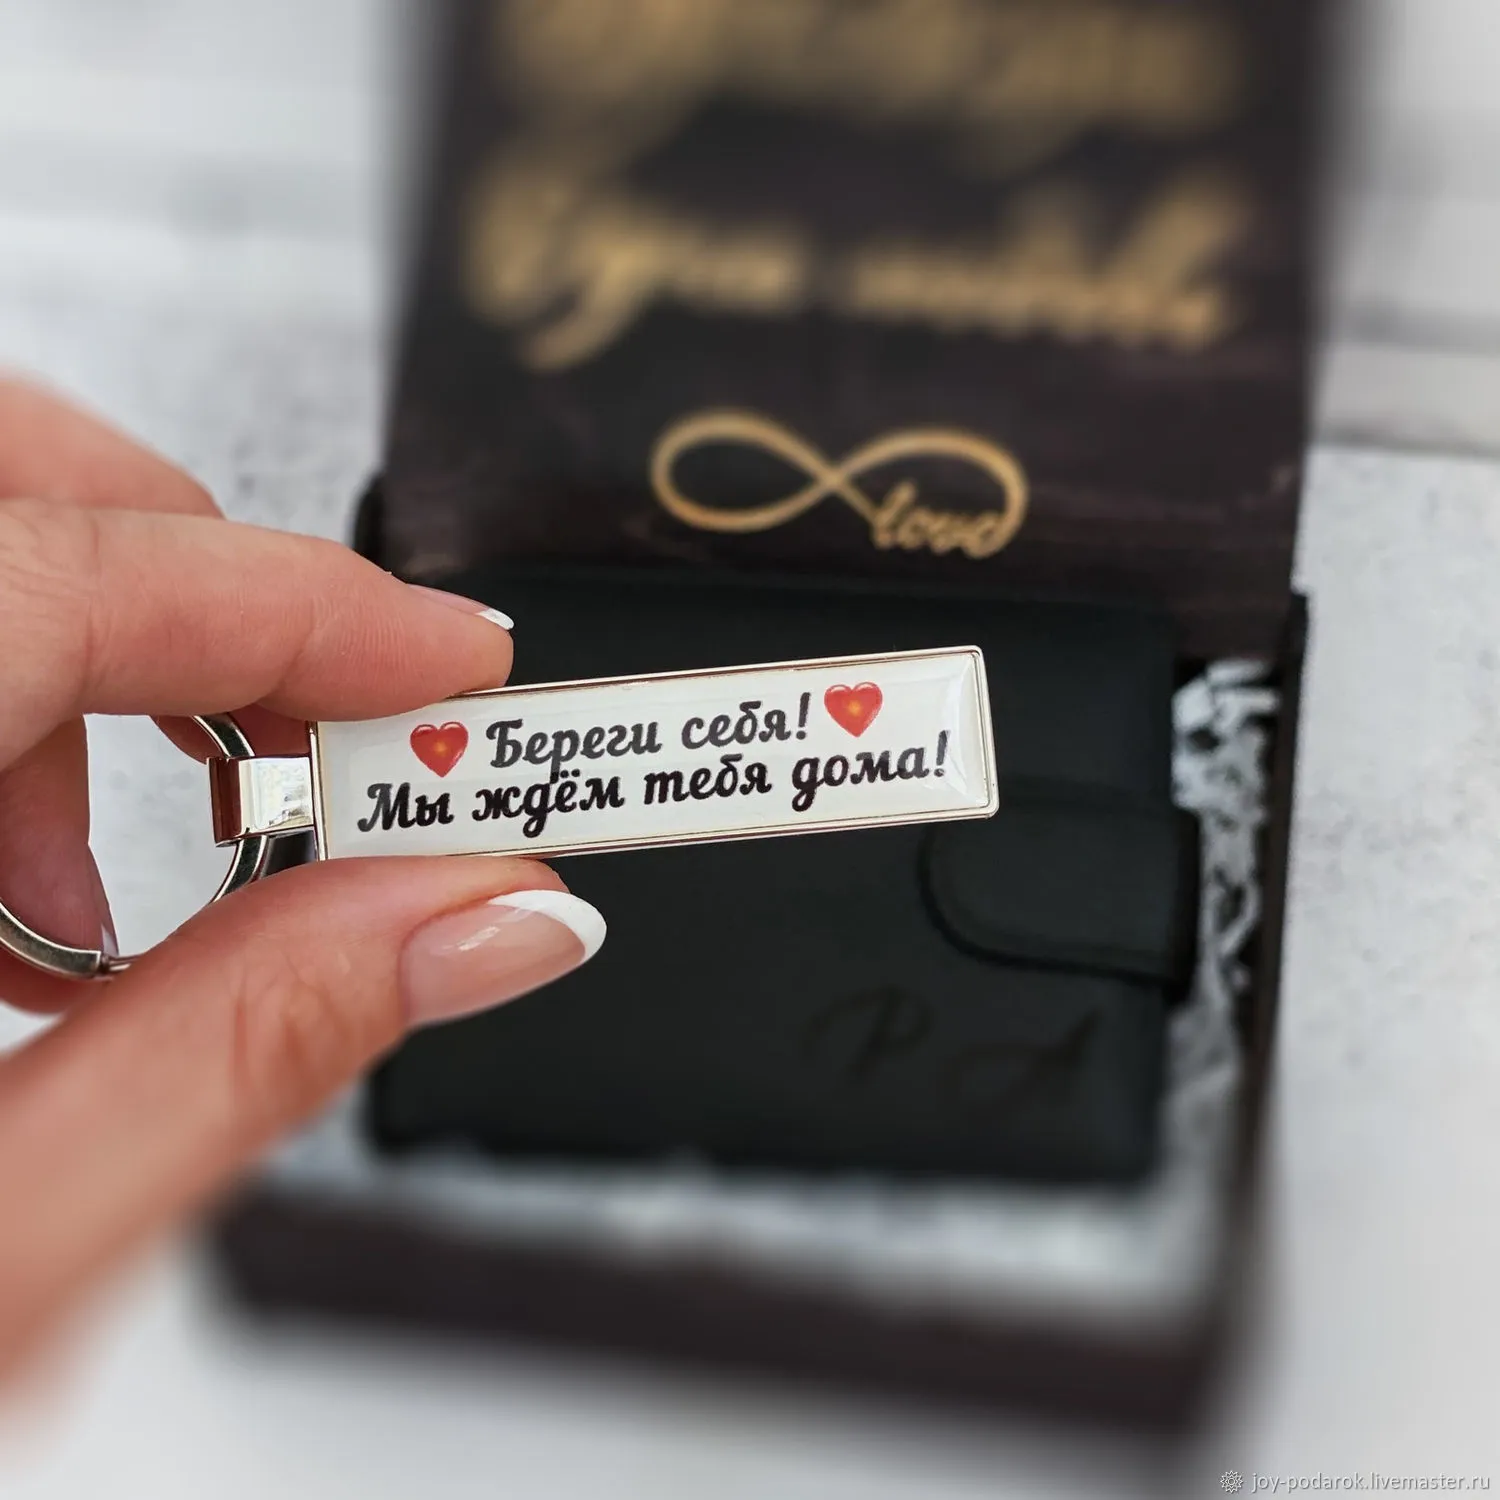 love
❤ Береги себя! ❤
Мы ждём тебя дома!
Р А
joy-podarok.livemaster.ru